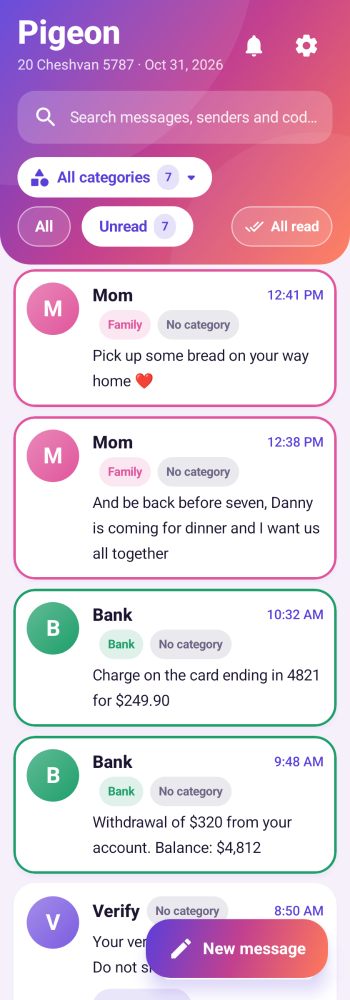 Pigeon
20 Cheshvan 5787 · Oct 31, 2026
Search messages, senders and cod…
All categories 7
All
Unread 7
All read
Mom 12:41 PM
Family No category
Pick up some bread on your way
home ❤️
Mom 12:38 PM
Family No category
And be back before seven, Danny
is coming for dinner and I want us
all together
Bank 10:32 AM
Bank No category
Charge on the card ending in 4821
for $249.90
Bank 9:48 AM
Bank No category
Withdrawal of $320 from your
account. Balance: $4,812
Verify No category 8:50 AM
Your
Do not
New message
M
M
B
B
V